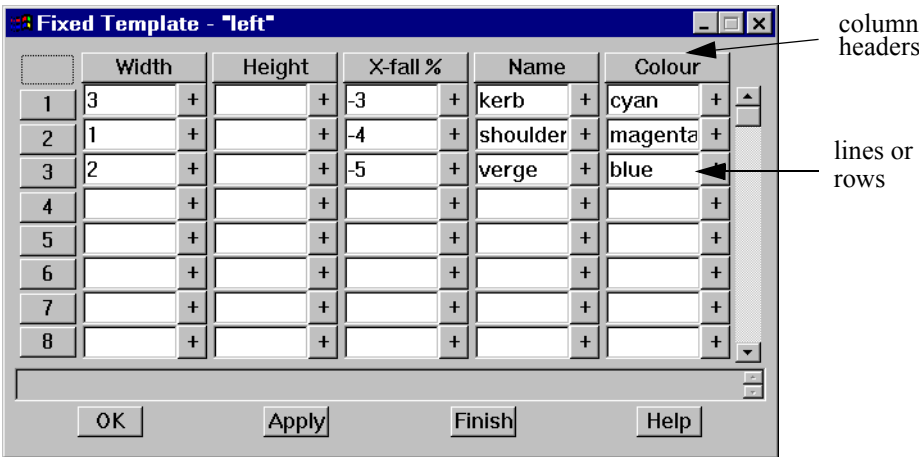 Fixed Template - "left"
column
headers
Width Height X-fall % Name Colour
1 3 + + -3 + kerb + cyan +
2 1 + + -4 + shoulder + magenta +
3 2 + + -5 + verge + blue +
lines or
rows
4 + + + + +
5 + + + + +
6 + + + + +
7 + + + + +
8 + + + + +
OK Apply Finish Help